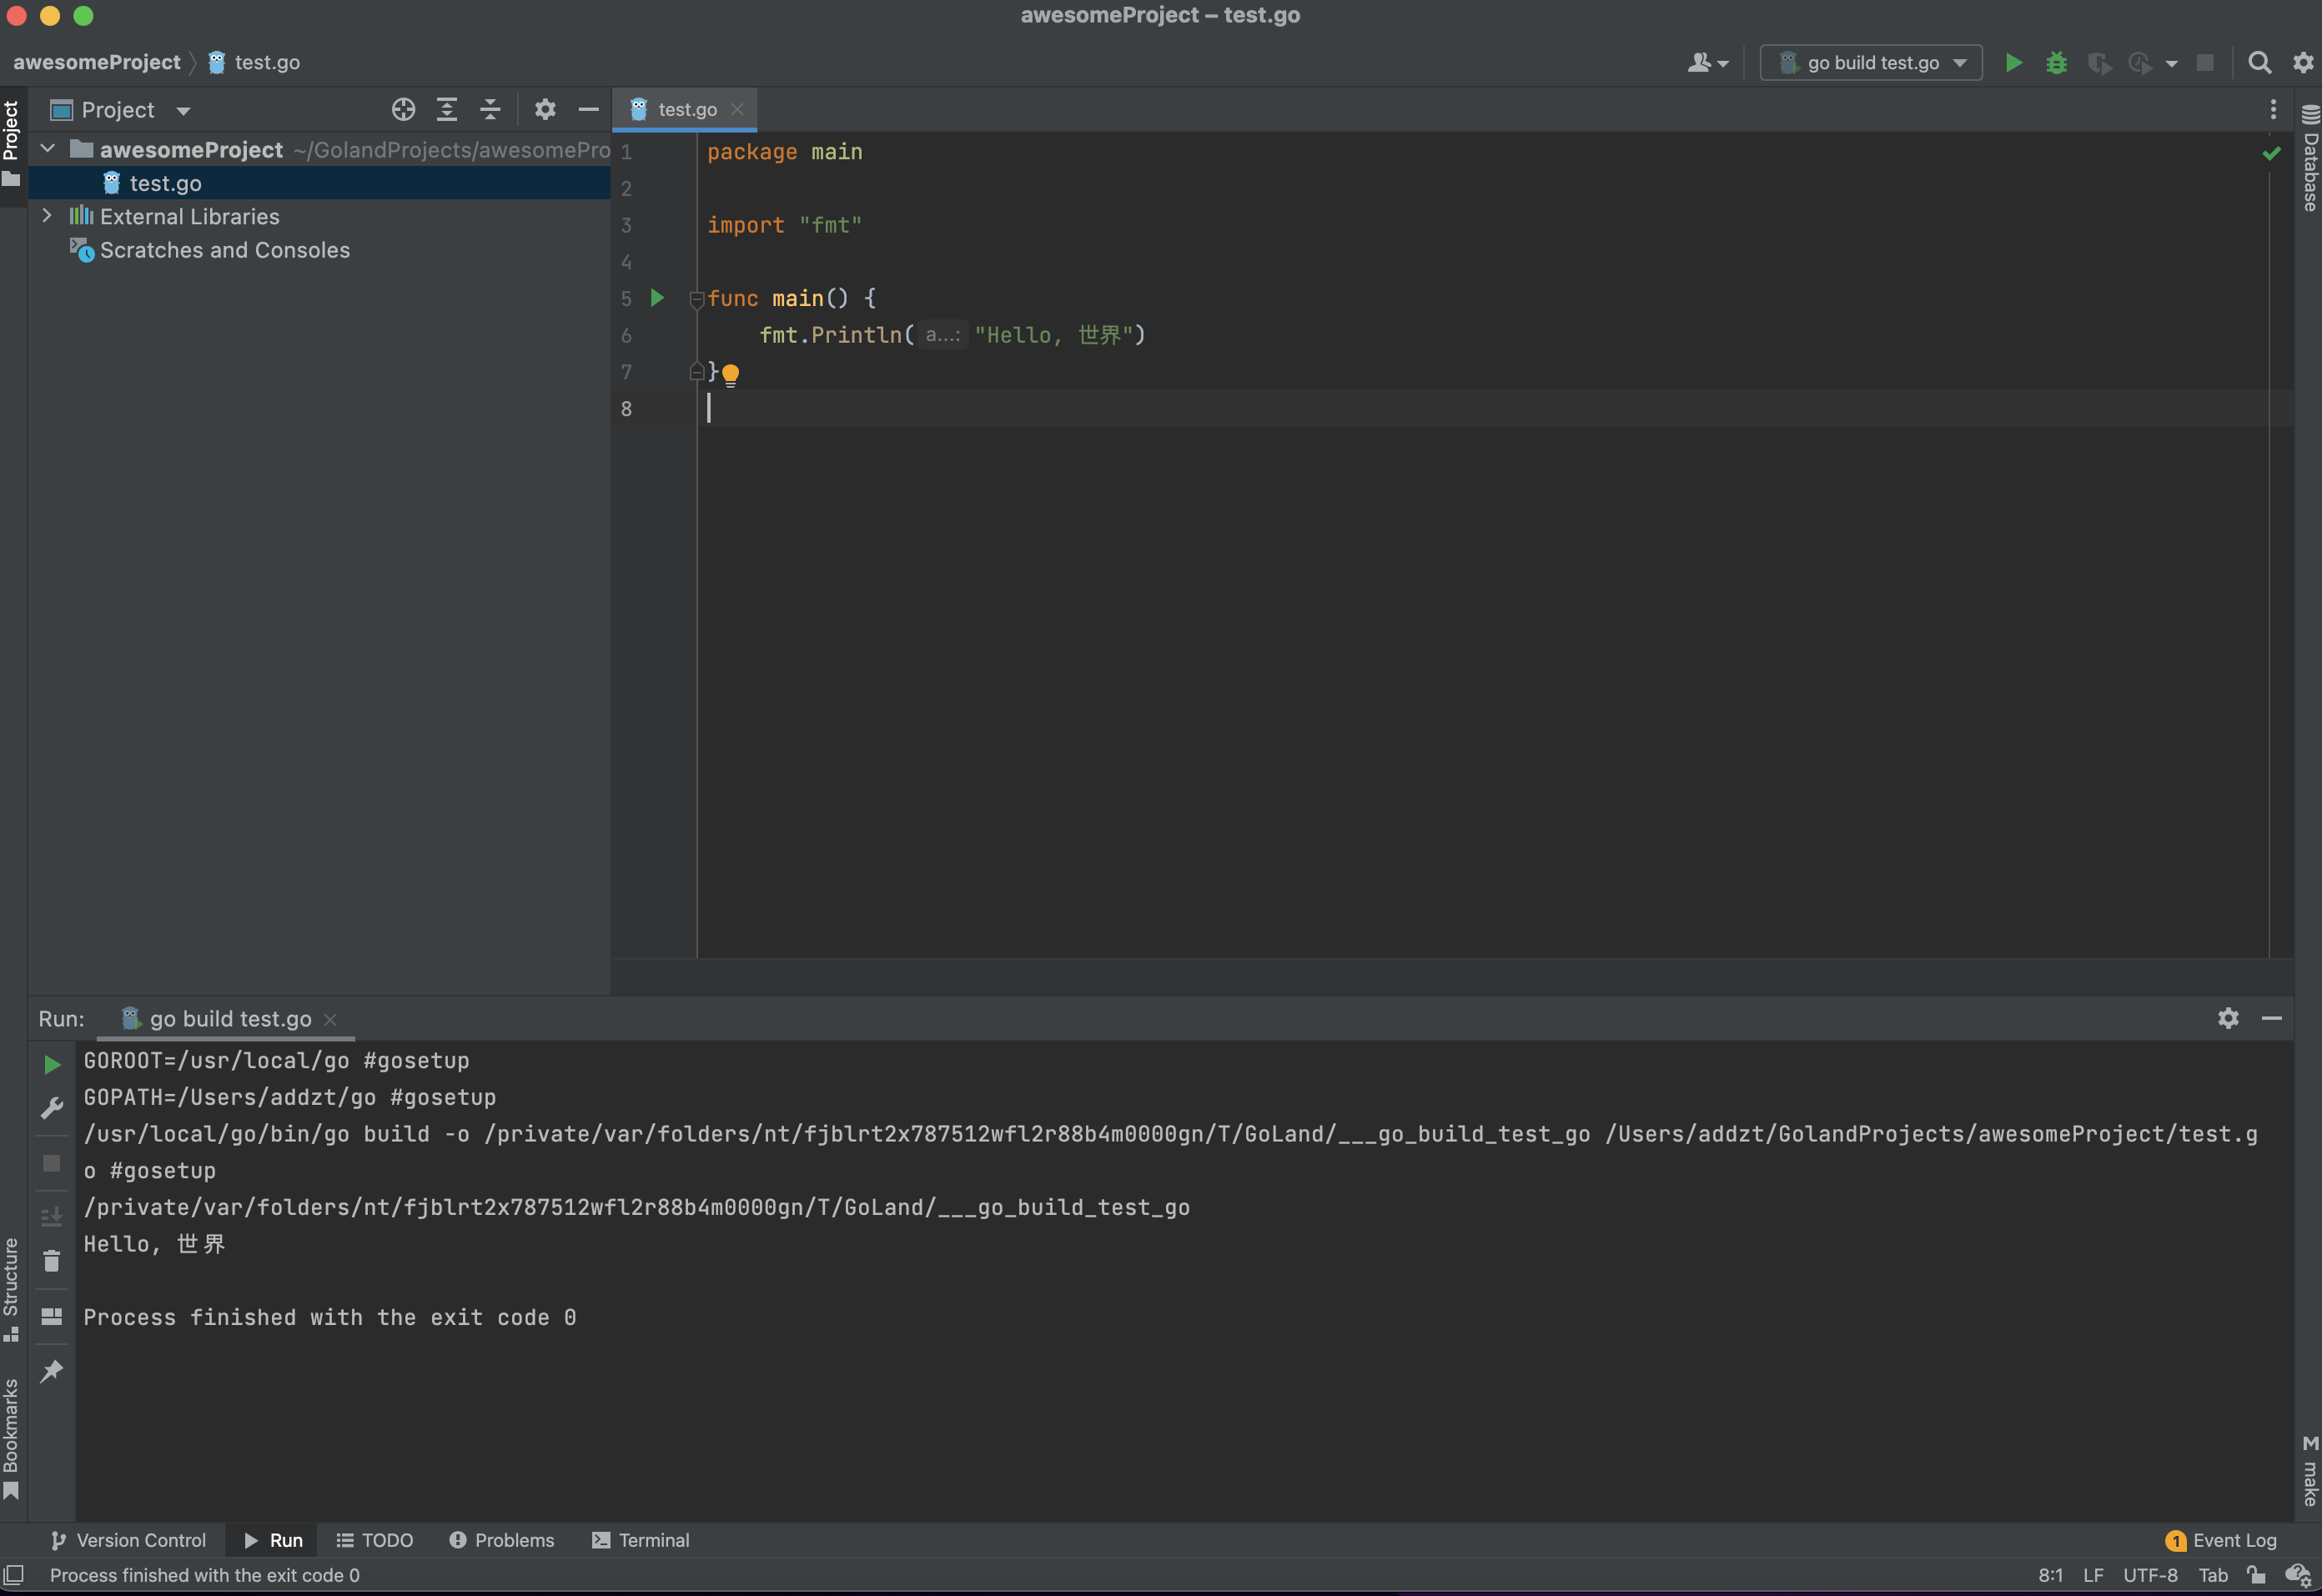 awesomeProject – test.go
awesomeProject test.go
go build test.go
Project
Project
awesomeProject ~/GolandProjects/awesomePro
test.go
External Libraries
Scratches and Consoles
test.go
1 package main
2
3 import "fmt"
4
5 func main() {
6 fmt.Println( a...: "Hello, 世界")
7 }
8
Database
Run: go build test.go
GOROOT=/usr/local/go #gosetup
GOPATH=/Users/addzt/go #gosetup
/usr/local/go/bin/go build -o /private/var/folders/nt/fjblrt2x787512wfl2r88b4m0000gn/T/GoLand/___go_build_test_go /Users/addzt/GolandProjects/awesomeProject/test.g
o #gosetup
/private/var/folders/nt/fjblrt2x787512wfl2r88b4m0000gn/T/GoLand/___go_build_test_go
Hello, 世界
Process finished with the exit code 0
Structure
Bookmarks
M make
Version Control Run TODO Problems Terminal 1 Event Log
Process finished with the exit code 0 8:1 LF UTF-8 Tab